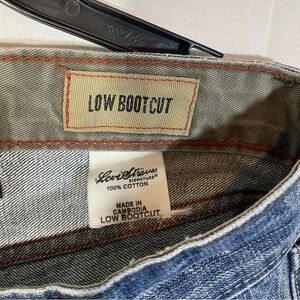 LOW BOOTCUT
Levi Strauss
SIGNATURE
100% COTTON
MADE IN
CAMBODIA
LOW BOOTCUT